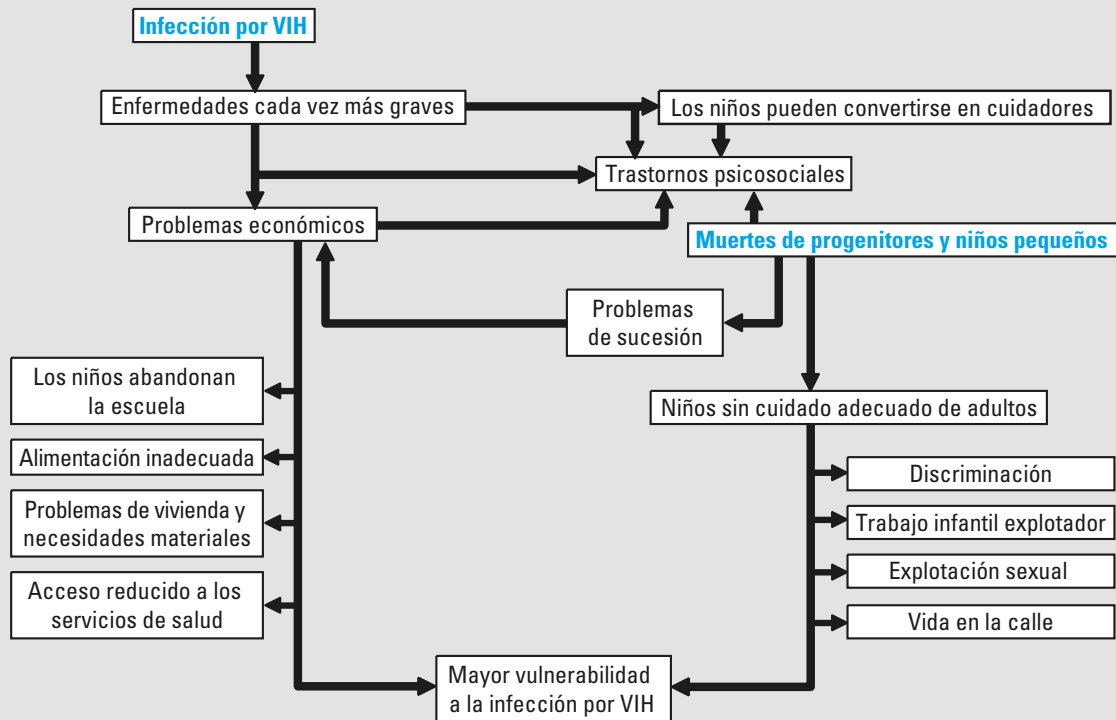 Infección por VIH
Enfermedades cada vez más graves
Los niños pueden convertirse en cuidadores
Trastornos psicosociales
Problemas económicos
Muertes de progenitores y niños pequeños
Problemas
de sucesión
Los niños abandonan
la escuela
Niños sin cuidado adecuado de adultos
Alimentación inadecuada
Discriminación
Problemas de vivienda y
necesidades materiales
Trabajo infantil explotador
Explotación sexual
Acceso reducido a los
servicios de salud
Vida en la calle
Mayor vulnerabilidad
a la infección por VIH